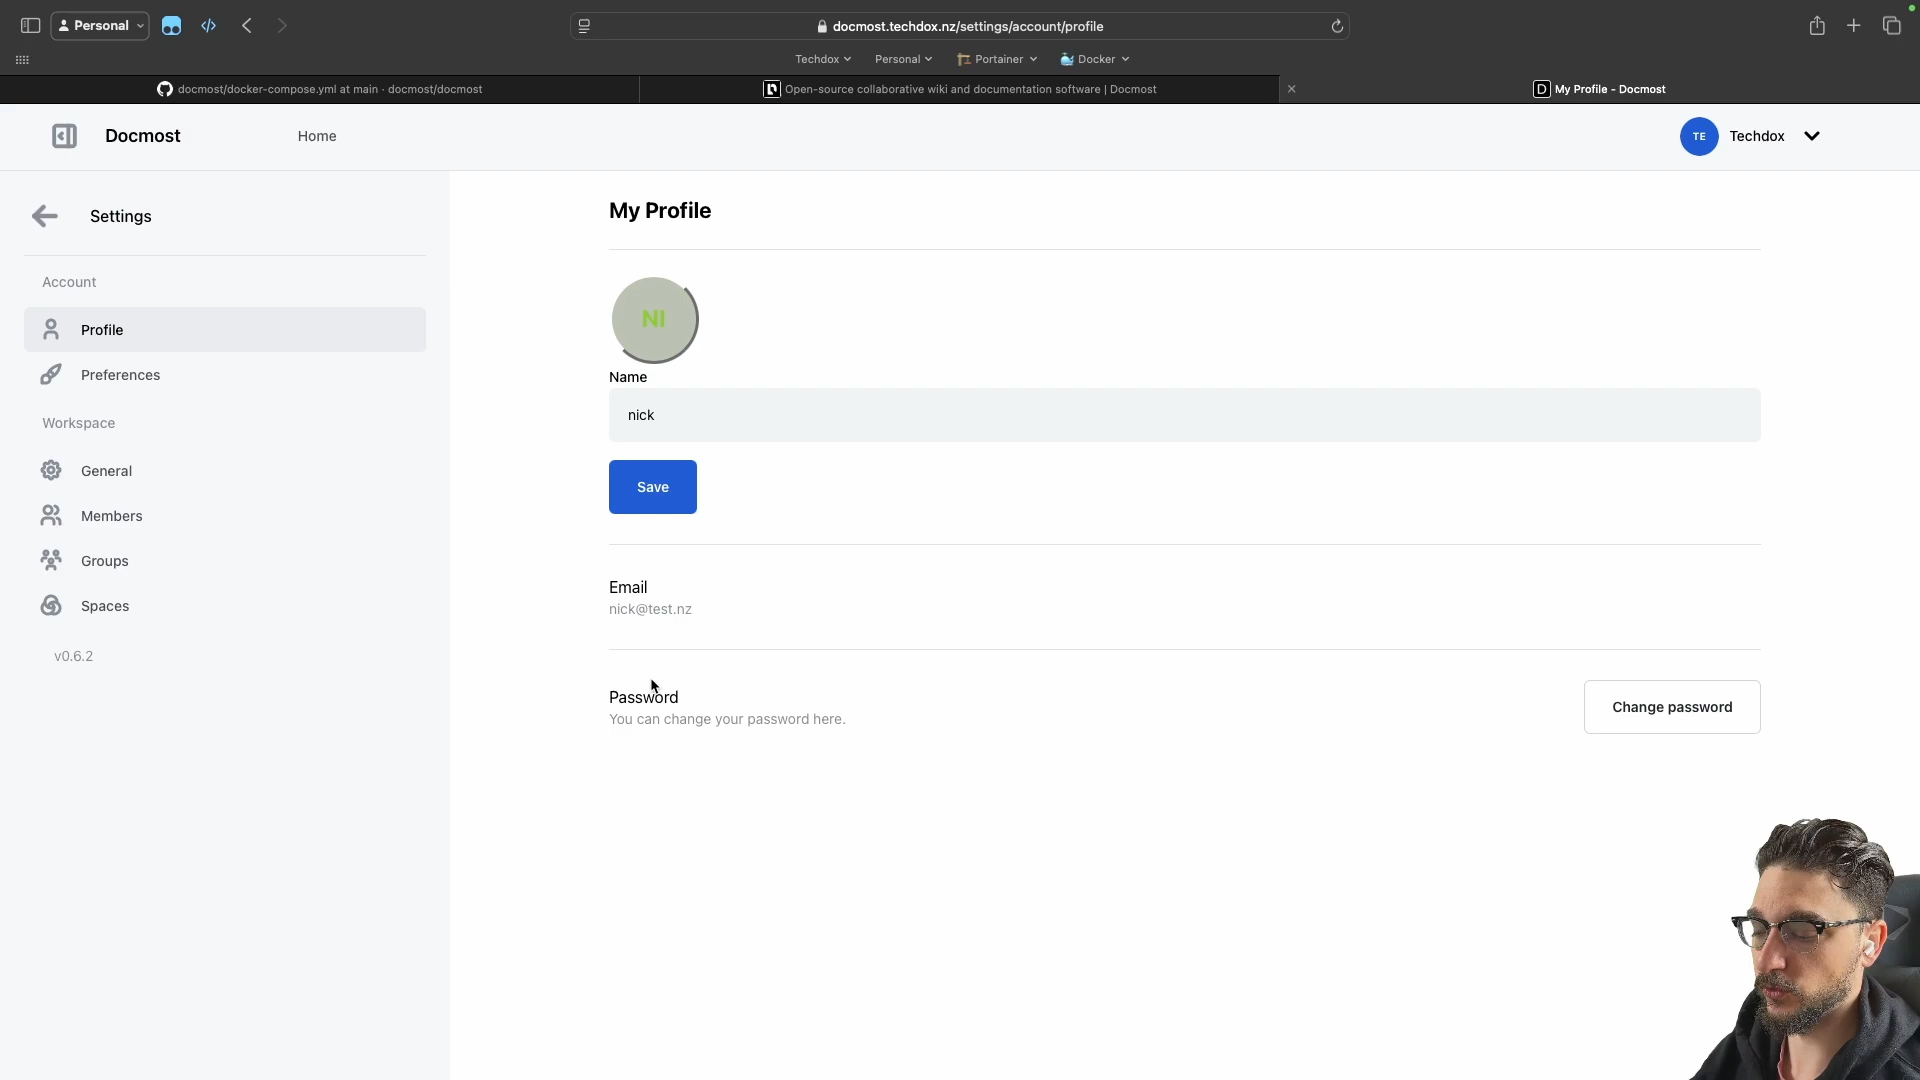 Personal
docmost.techdox.nz/settings/account/profile
Techdox
Personal
Portainer
Docker
docmost/docker-compose.yml at main · docmost/docmost
Open-source collaborative wiki and documentation software | Docmost
D
My Profile - Docmost
Docmost
Home
TE
Techdox
Settings
Account
Profile
Preferences
Workspace
General
Members
Groups
Spaces
v0.6.2
My Profile
NI
Name
nick
Save
Email
nick@test.nz
Password
You can change your password here.
Change password